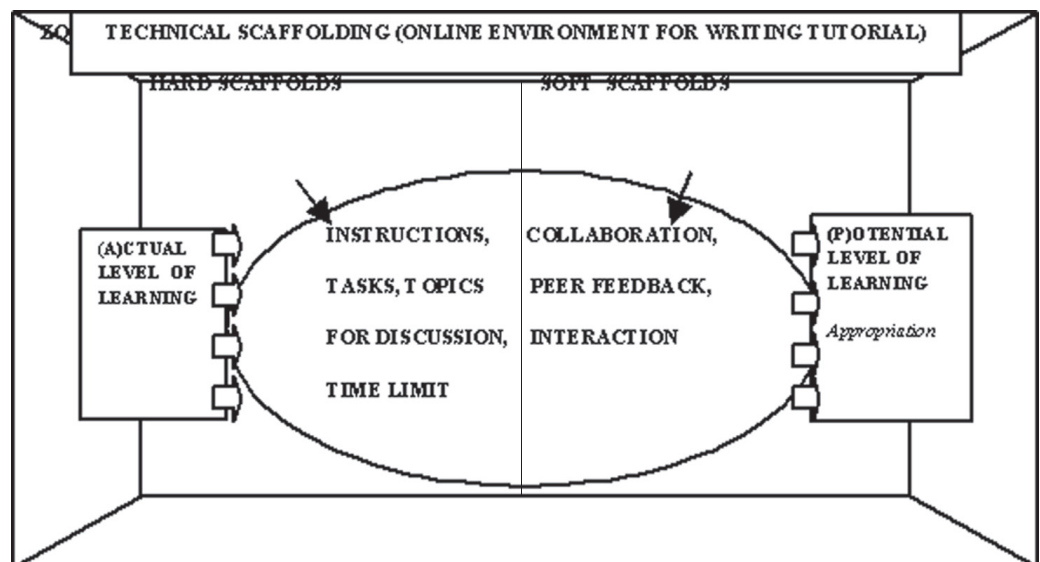 TECHNICAL SCAFFOLDING (ONLINE ENVIRONMENT FOR WRITING TUTORIAL)
HARD SCAFFOLDS
SOFT SCAFFOLDS
(A)CTUAL
LEVEL OF
LEARNING
INSTRUCTIONS,
TASKS, TOPICS
FOR DISCUSSION,
TIME LIMIT
COLLABORATION,
PEER FEEDBACK,
INTERACTION
(P)OTENTIAL
LEVEL OF
LEARNING
Appropriation